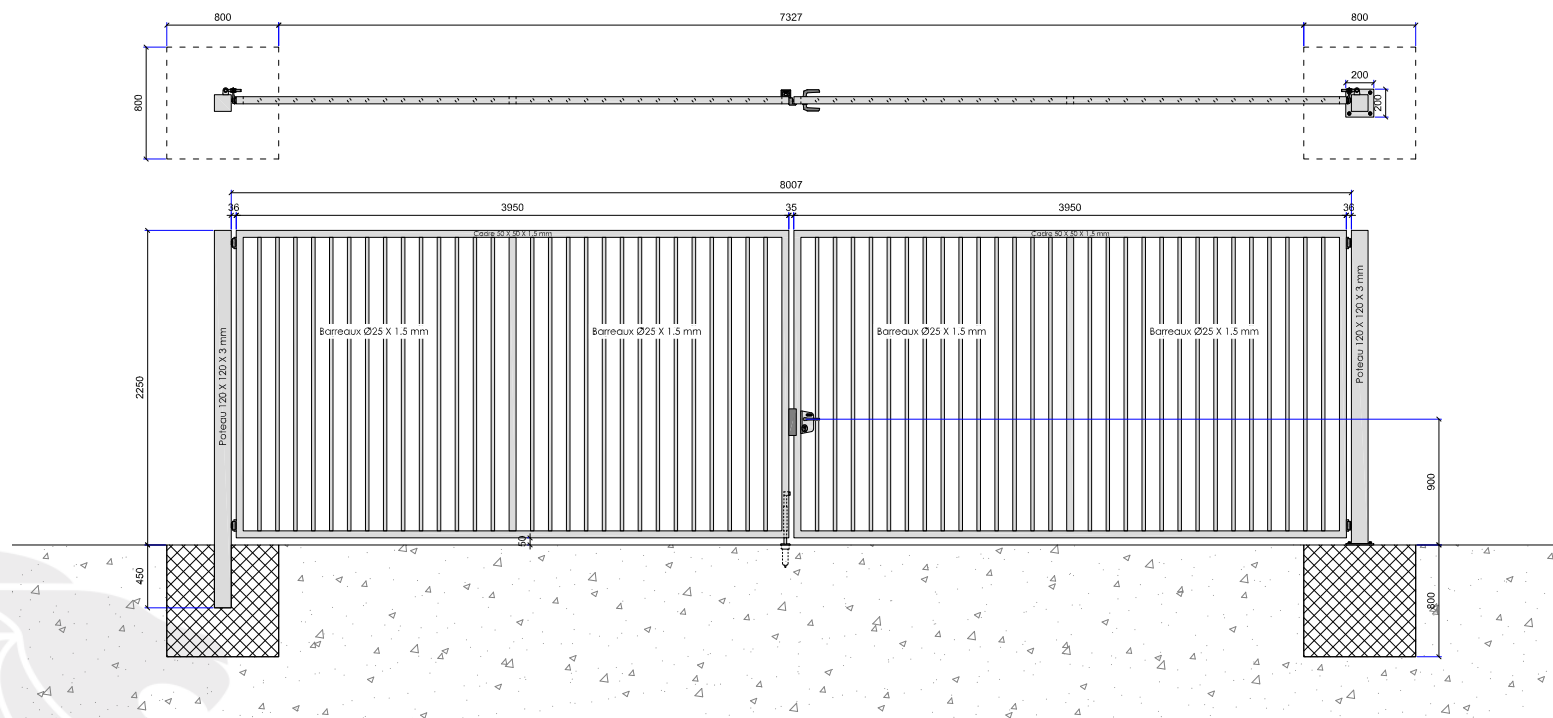 800
7327
800
800
200
200
8007
36
3950
35
3950
36
Cadre 50 X 50 X 1,5 mm
Cadre 50 X 50 X 1,5 mm
Barreaux Ø25 X 1.5 mm
Barreaux Ø25 X 1.5 mm
Barreaux Ø25 X 1.5 mm
Barreaux Ø25 X 1.5 mm
Poteau 120 X 120 X 3 mm
Poteau 120 X 120 X 3 mm
2250
900
50
450
800